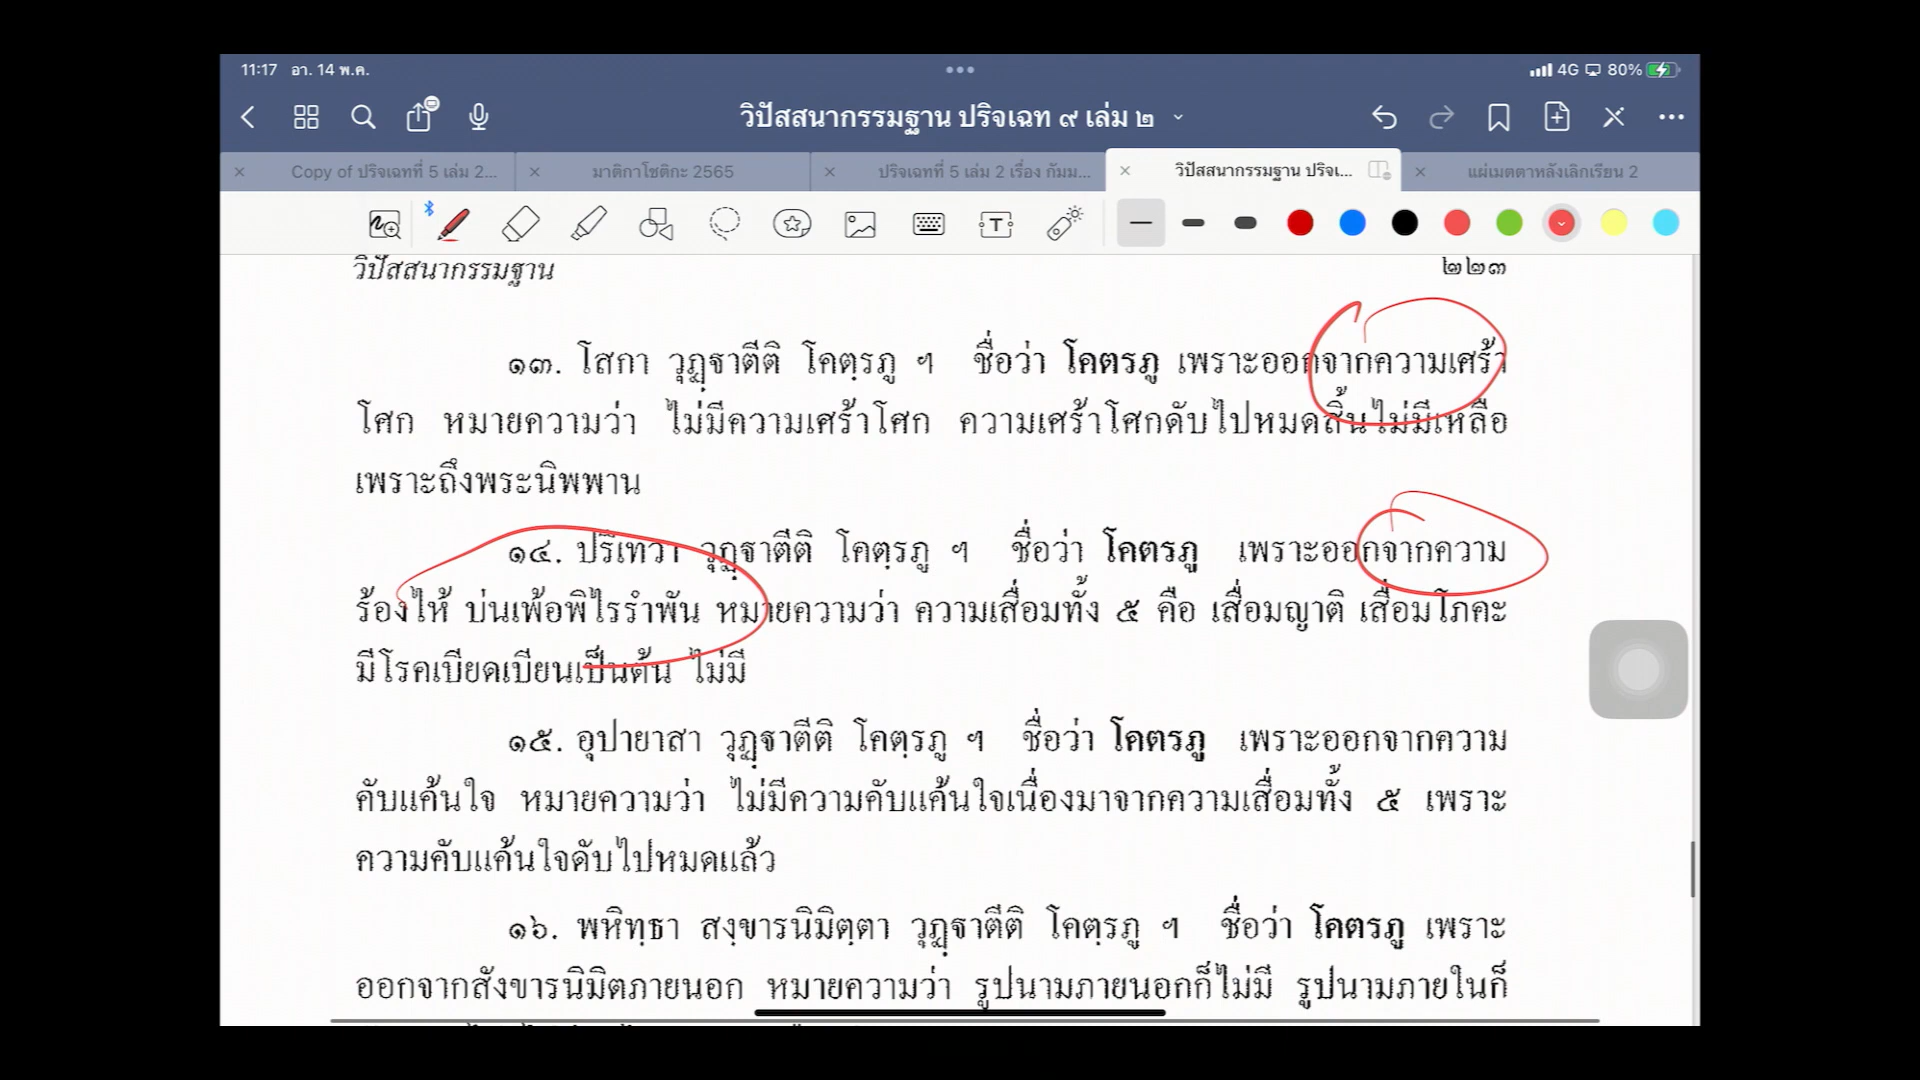 11:17 อา. 14 พ.ค.
4G 80%
วิปัสสนากรรมฐาน ปริจเฉท ๙ เล่ม ๒
Copy of ปริจเฉทที่ 5 เล่ม 2...
มาติกาโชติกะ 2565
ปริจเฉทที่ 5 เล่ม 2 เรื่อง กัมม...
วิปัสสนากรรมฐาน ปริจเ...
แผ่เมตตาหลังเลิกเรียน 2
วิปัสสนากรรมฐาน ๒๒๓
๑๓. โสกา วุฏฺฐาตีติ โคตฺรภู ฯ ชื่อว่า โคตรภู เพราะออกจากความเศร้า
โศก หมายความว่า ไม่มีความเศร้าโศก ความเศร้าโศกดับไปหมดสิ้นไม่มีเหลือ
เพราะถึงพระนิพพาน
๑๔. ปริเทวา วุฏฺฐาตีติ โคตฺรภู ฯ ชื่อว่า โคตรภู เพราะออกจากความ
ร้องไห้ บ่นเพ้อพิไรรำพัน หมายความว่า ความเสื่อมทั้ง ๕ คือ เสื่อมญาติ เสื่อมโภคะ
มีโรคเบียดเบียนเป็นต้น ไม่มี
๑๕. อุปายาสา วุฏฺฐาตีติ โคตฺรภู ฯ ชื่อว่า โคตรภู เพราะออกจากความ
คับแค้นใจ หมายความว่า ไม่มีความคับแค้นใจเนื่องมาจากความเสื่อมทั้ง ๕ เพราะ
ความคับแค้นใจดับไปหมดแล้ว
๑๖. พหิทฺธา สงฺขารนิมิตฺตา วุฏฺฐาตีติ โคตฺรภู ฯ ชื่อว่า โคตรภู เพราะ
ออกจากสังขารนิมิตภายนอก หมายความว่า รูปนามภายนอกก็ไม่มี รูปนามภายในก็